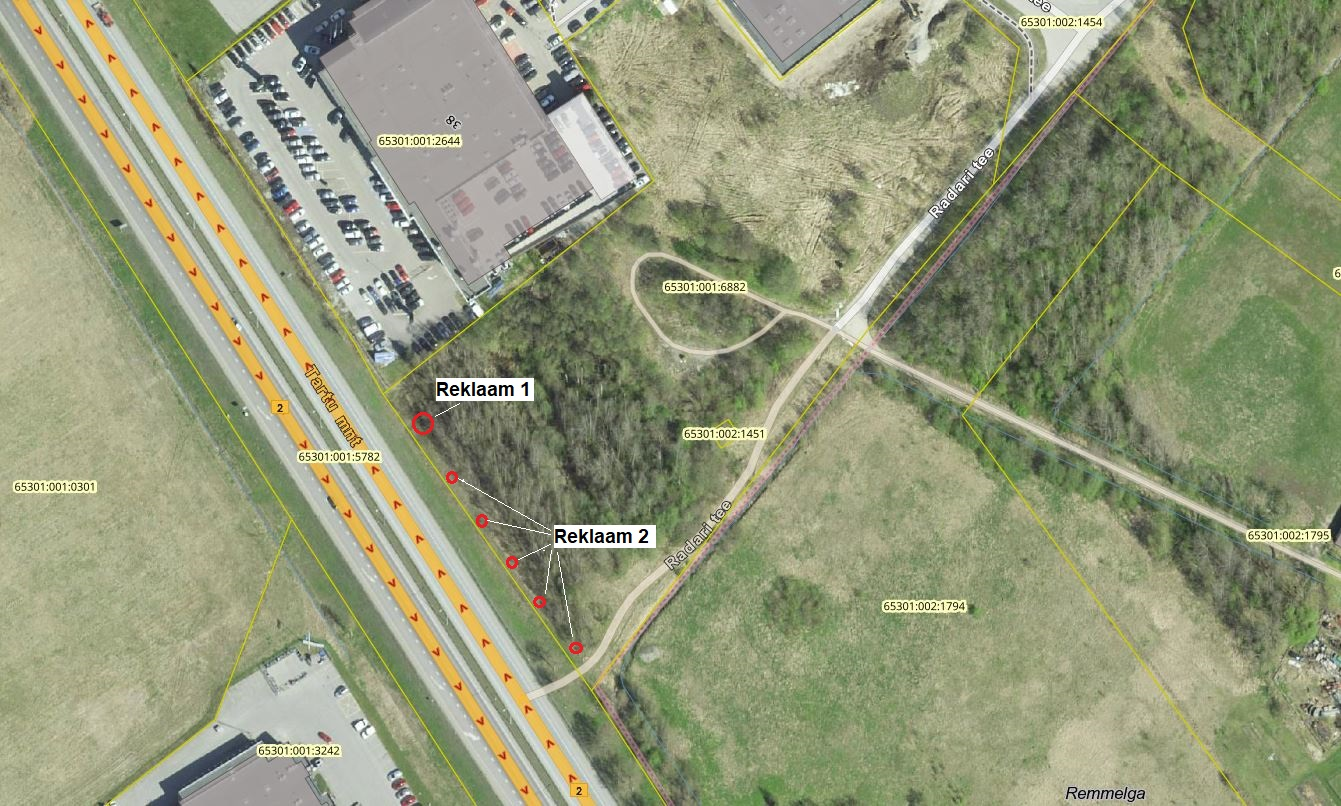 tee
65301:002:1454
38
65301:001:2644
Radari tee
65301:001:6882
Tartu mnt
Reklaam 1
2
65301:002:1451
65301:001:5782
65301:001:0301
Reklaam 2
Radari tee
65301:002:1795
65301:002:1794
65301:001:3242
2
Remmelga
6